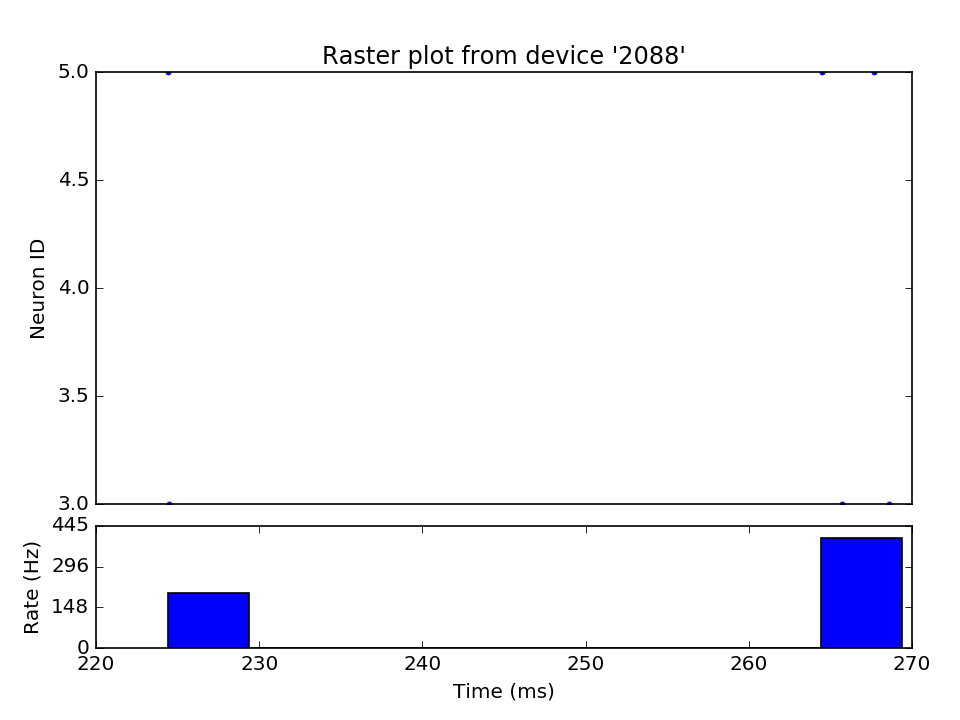 Raster plot from device '2088'
5.0
4.5
4.0
3.5
3.0
Neuron ID
445
296
148
0
Rate (Hz)
220 230 240 250 260 270
Time (ms)